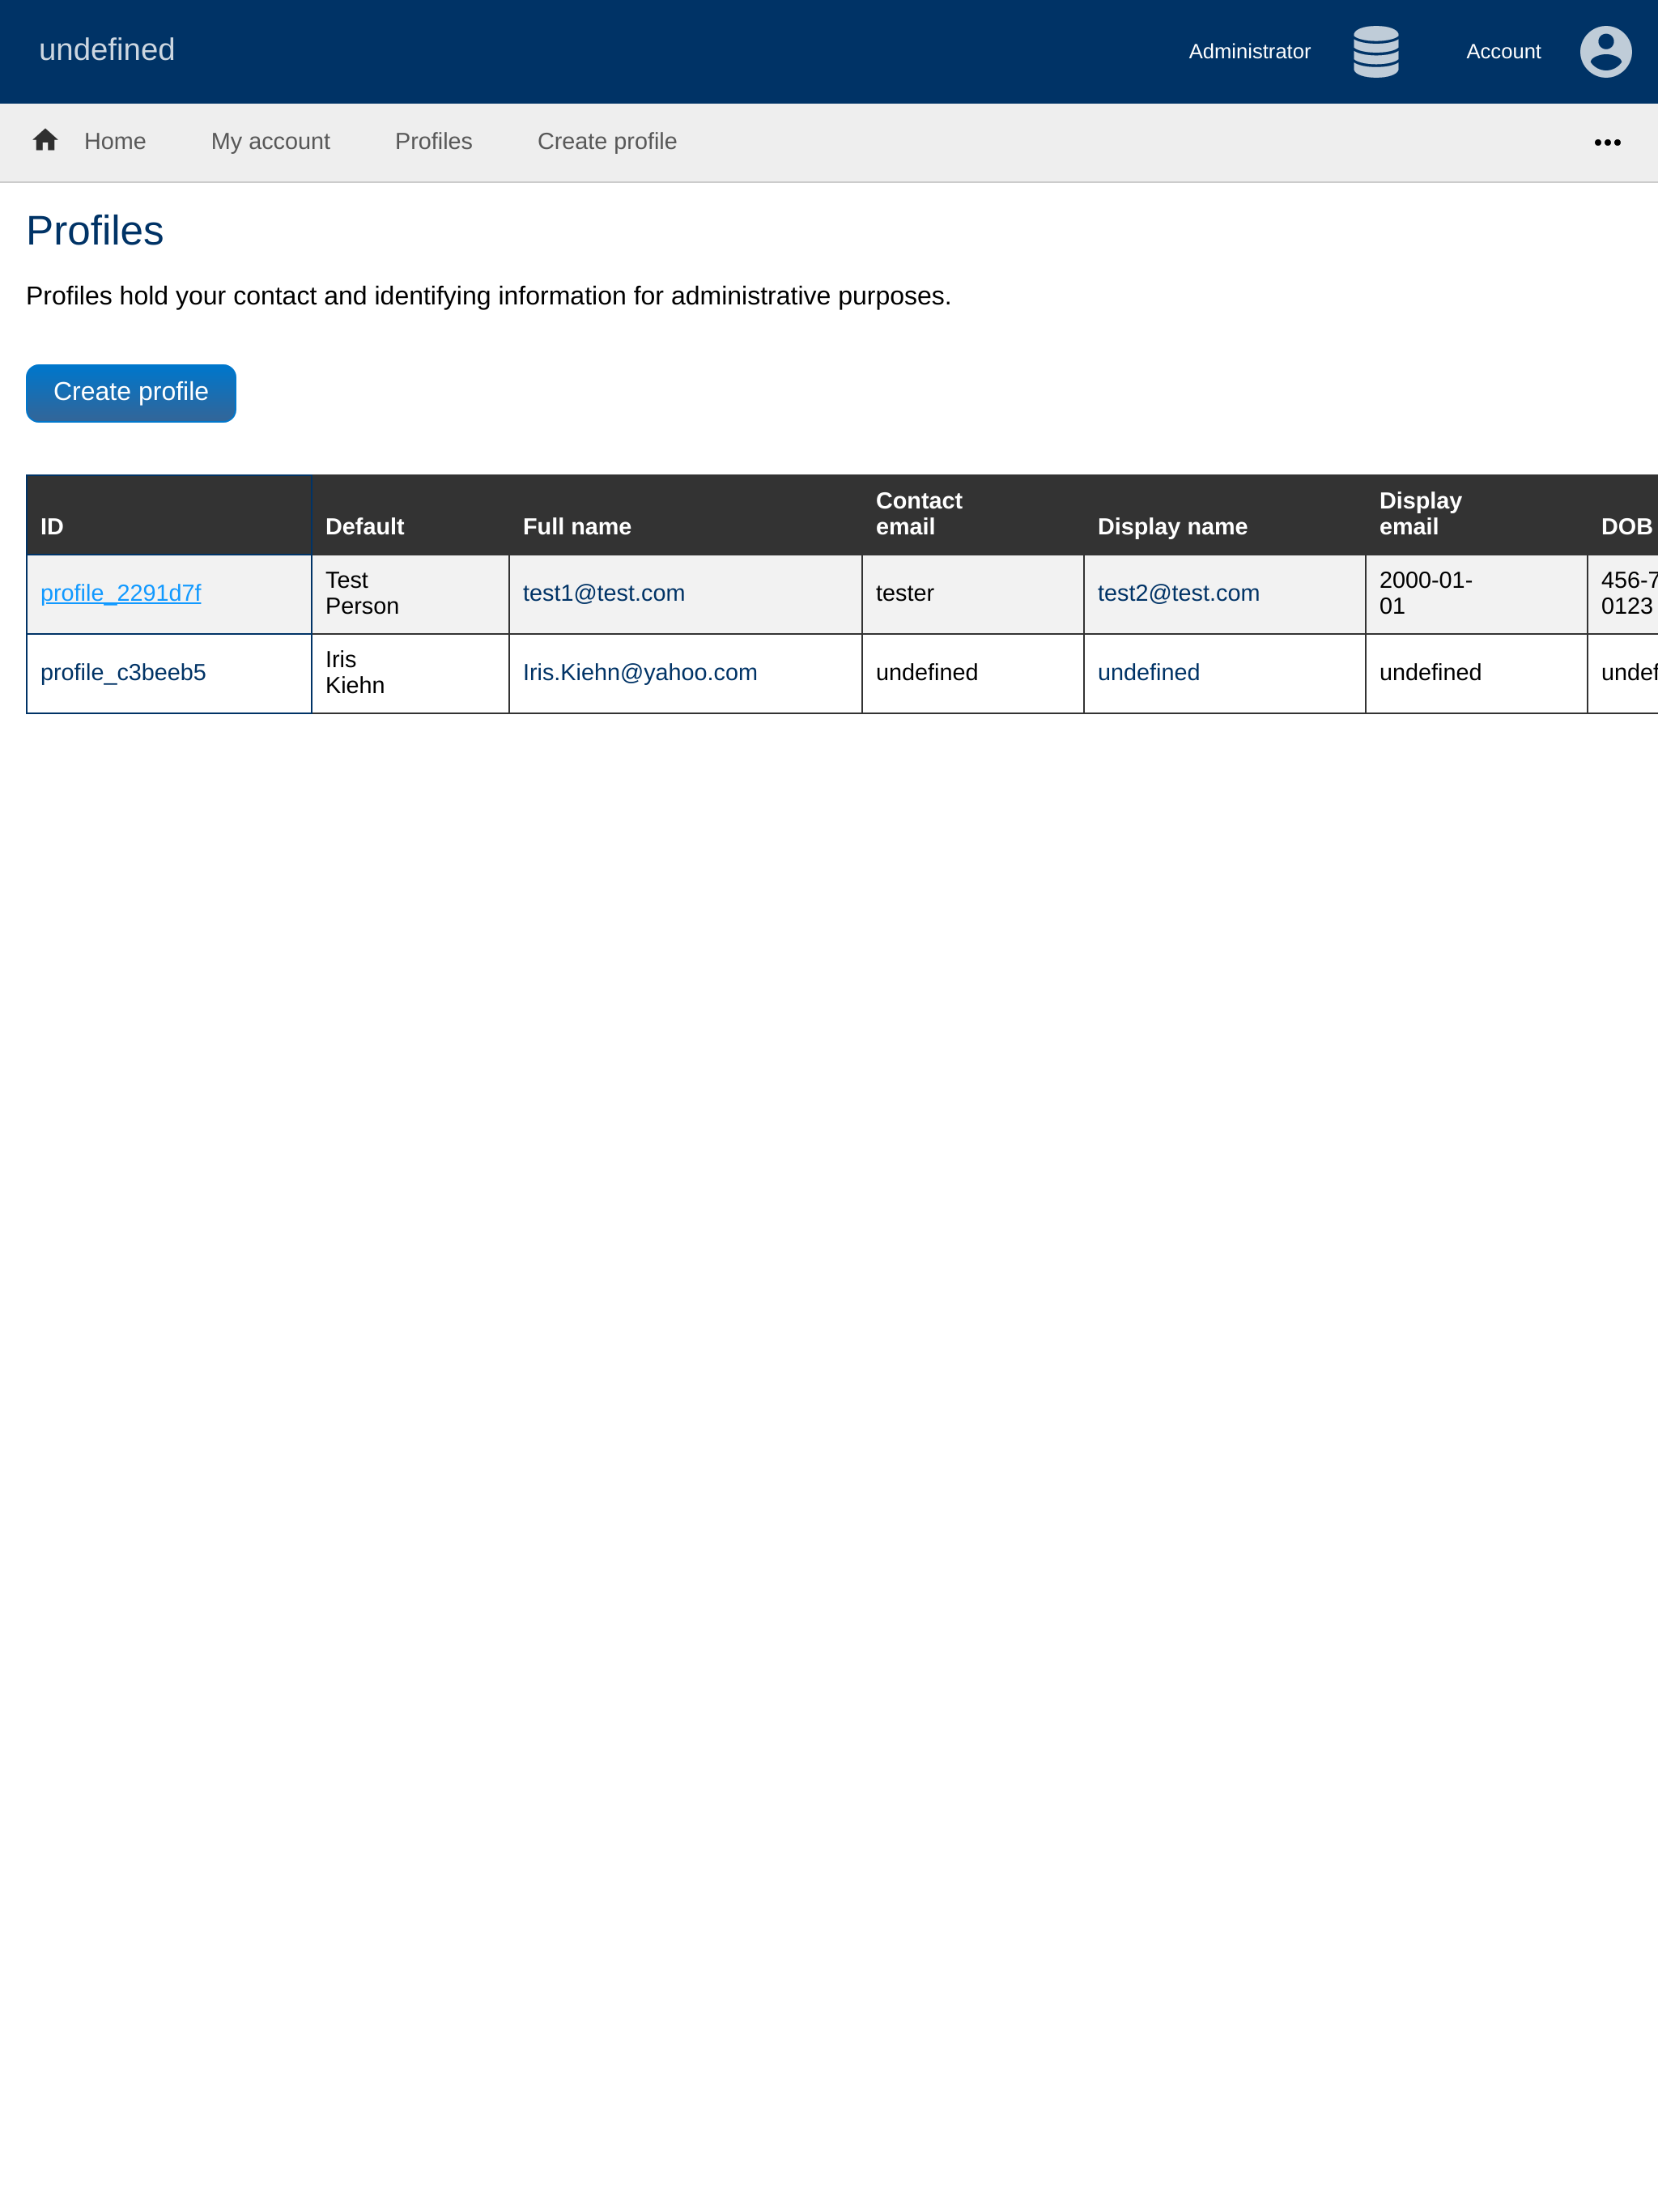 undefined
Administrator
Account
Home
My account
Profiles
Create profile
Profiles
Profiles hold your contact and identifying information for administrative purposes.
Create profile
ID
Default
Full name
Contact
email
Display name
Display
email
DOB
profile_2291d7f
Test
Person
test1@test.com
tester
test2@test.com
2000-01-
01
456-7
0123
profile_c3beeb5
Iris
Kiehn
Iris.Kiehn@yahoo.com
undefined
undefined
undefined
undef